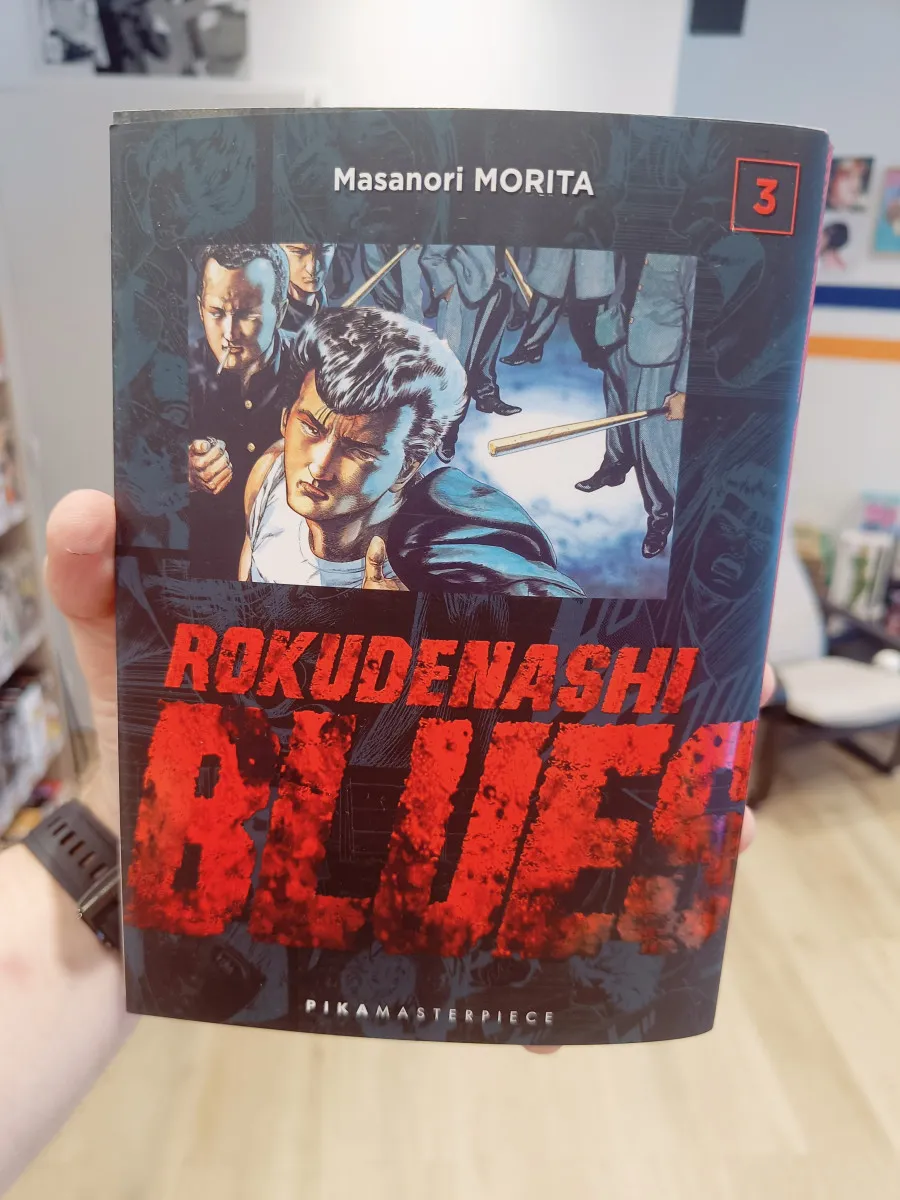 Masanori MORITA
3
ROKUDENASHI
BLUES
PIKAMASTERPIECE